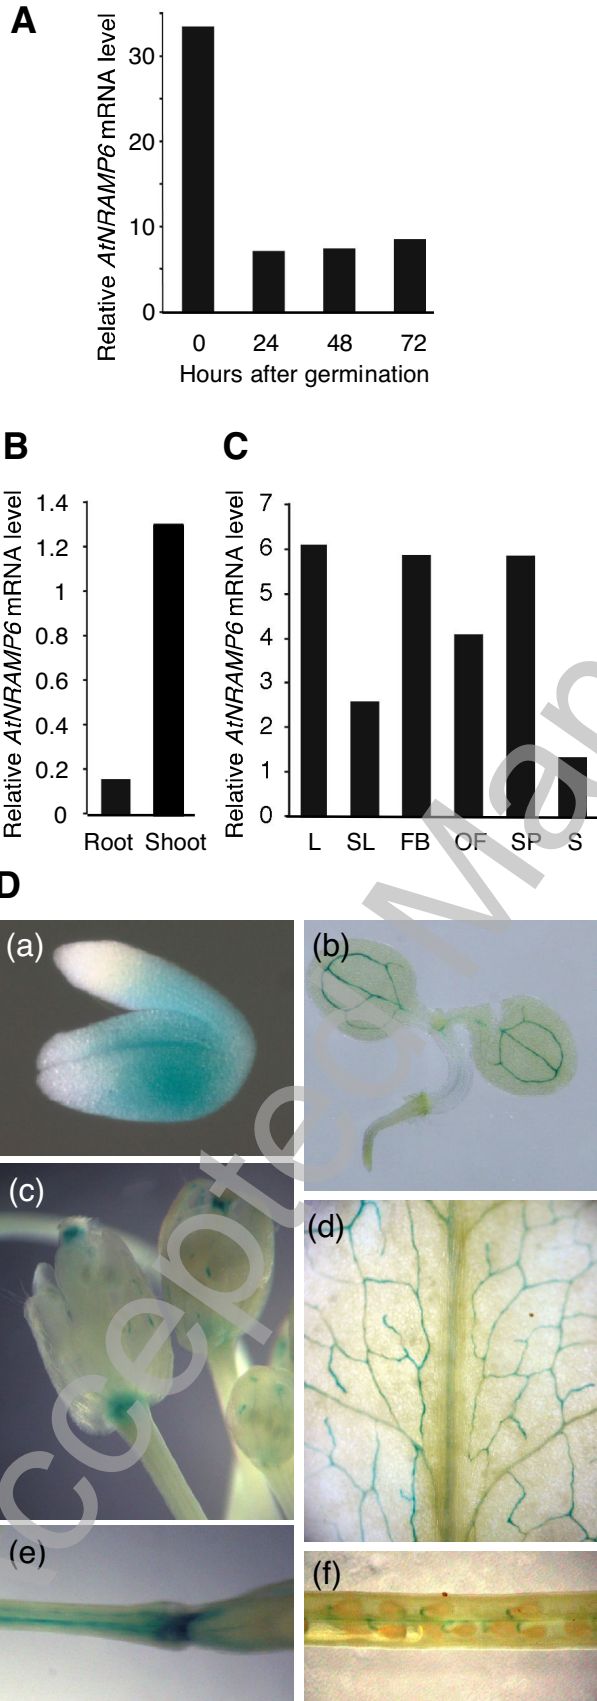 A
Relative AtNRAMP6 mRNA level
30
20
10
0
0 24 48 72
Hours after germination
B
Relative AtNRAMP6 mRNA level
1.4
1.2
1
0.8
0.6
0.4
0.2
0
Root Shoot
C
Relative AtNRAMP6 mRNA level
7
6
5
4
3
2
1
0
L SL FB OF SP S
D
(a)
(b)
(c)
(d)
(e)
(f)
ccepted Man